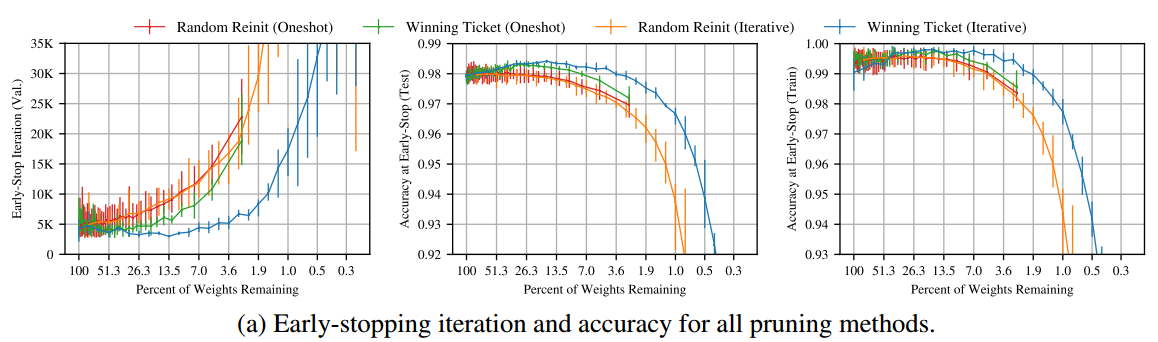 Random Reinit (Oneshot) Winning Ticket (Oneshot) Random Reinit (Iterative) Winning Ticket (Iterative)
Early-Stop Iteration (Val.)
35K
30K
25K
20K
15K
10K
5K
0
100 51.3 26.3 13.5 7.0 3.6 1.9 1.0 0.5 0.3
Percent of Weights Remaining
Accuracy at Early-Stop (Test)
0.99
0.98
0.97
0.96
0.95
0.94
0.93
0.92
100 51.3 26.3 13.5 7.0 3.6 1.9 1.0 0.5 0.3
Percent of Weights Remaining
Accuracy at Early-Stop (Train)
1.00
0.99
0.98
0.97
0.96
0.95
0.94
0.93
100 51.3 26.3 13.5 7.0 3.6 1.9 1.0 0.5 0.3
Percent of Weights Remaining
(a) Early-stopping iteration and accuracy for all pruning methods.